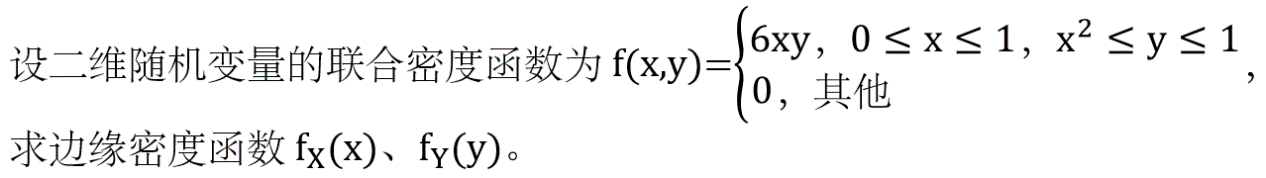 设二维随机变量的联合密度函数为 f(x,y)={6xy，0 ≤ x ≤ 1，x² ≤ y ≤ 1
0，其他，
求边缘密度函数 f_X(x)、f_Y(y)。